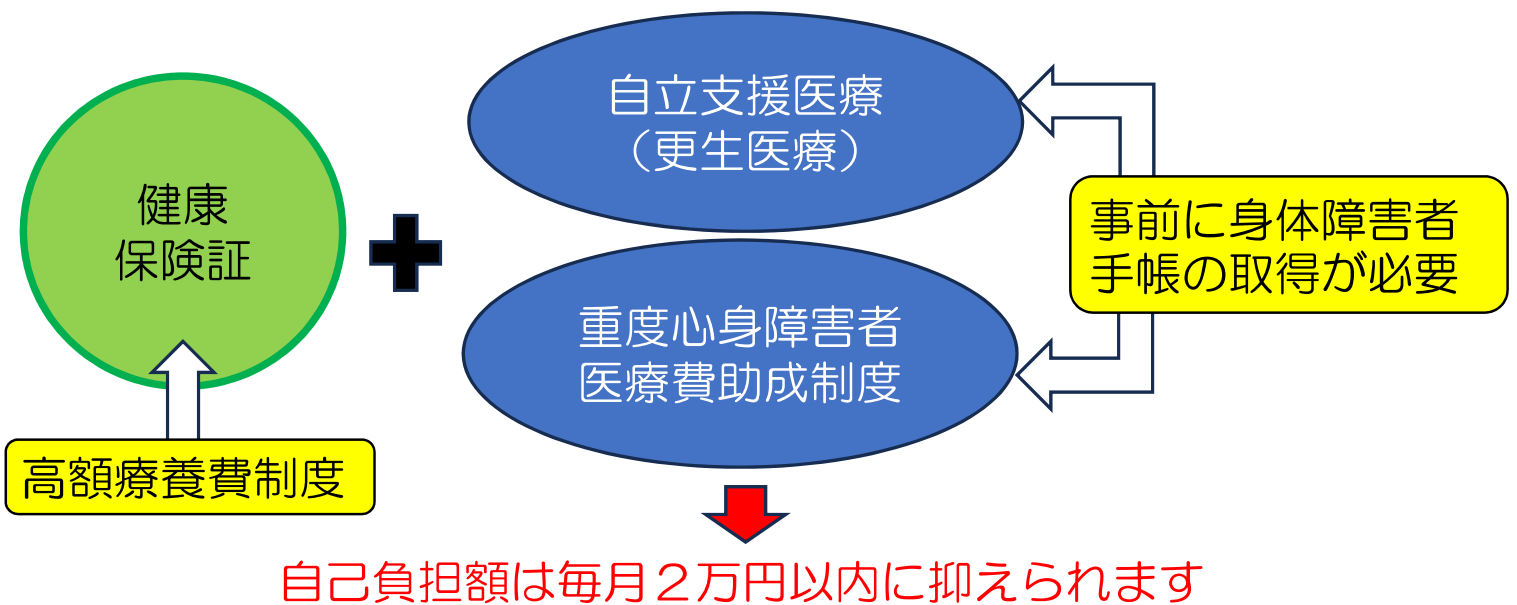 健康
保険証
高額療養費制度
自立支援医療
（更生医療）
重度心身障害者
医療費助成制度
事前に身体障害者
手帳の取得が必要
自己負担額は毎月２万円以内に抑えられます